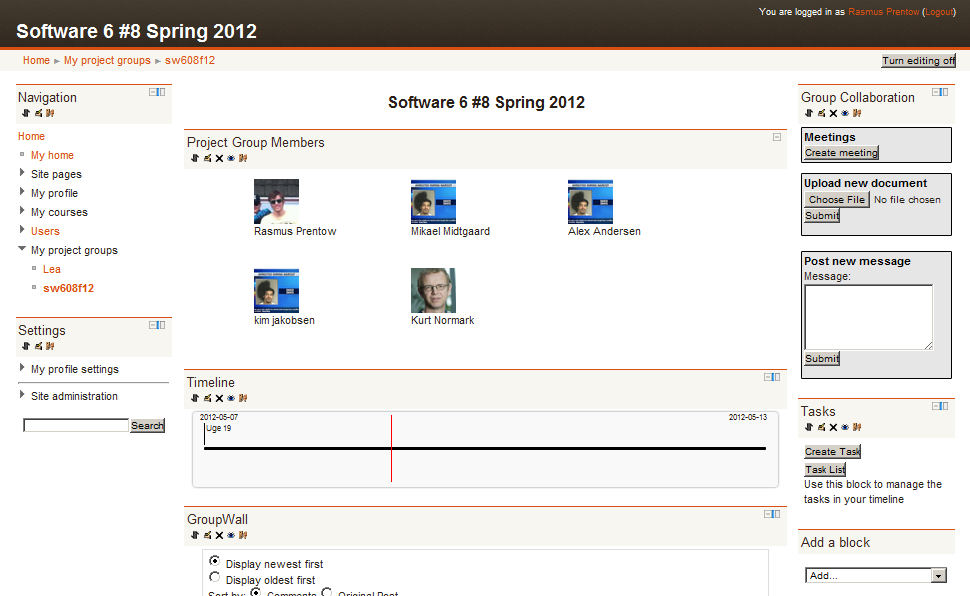 You are logged in as Rasmus Prentow (Logout)
Software 6 #8 Spring 2012
Home ► My project groups ► sw608f12
Turn editing off
Navigation
Home
My home
Site pages
My profile
My courses
Users
My project groups
Lea
sw608f12
Settings
My profile settings
Site administration
Search
Software 6 #8 Spring 2012
Project Group Members
Rasmus Prentow
Mikael Midtgaard
Alex Andersen
kim jakobsen
Kurt Normark
Timeline
2012-05-07
2012-05-13
Uge 19
GroupWall
Display newest first
Display oldest first
Sort by: Comments Original Post
Group Collaboration
Meetings
Create meeting
Upload new document
Choose File No file chosen
Submit
Post new message
Message:
Submit
Tasks
Create Task
Task List
Use this block to manage the
tasks in your timeline
Add a block
Add...